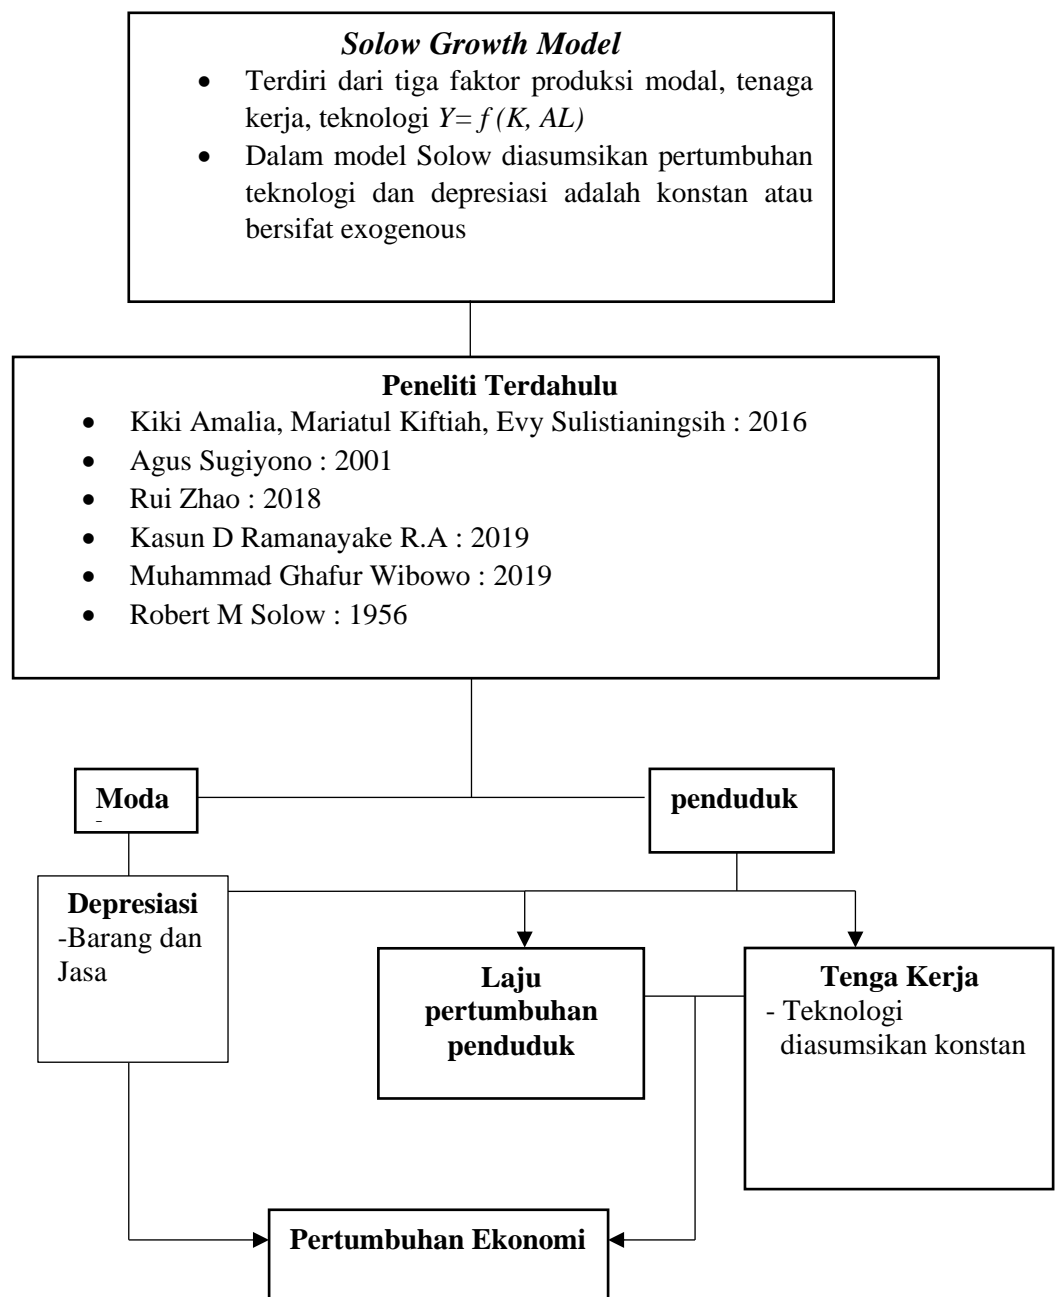 Solow Growth Model
• Terdiri dari tiga faktor produksi modal, tenaga
kerja, teknologi Y= f (K, AL)
• Dalam model Solow diasumsikan pertumbuhan
teknologi dan depresiasi adalah konstan atau
bersifat exogenous
Peneliti Terdahulu
• Kiki Amalia, Mariatul Kiftiah, Evy Sulistianingsih : 2016
• Agus Sugiyono : 2001
• Rui Zhao : 2018
• Kasun D Ramanayake R.A : 2019
• Muhammad Ghafur Wibowo : 2019
• Robert M Solow : 1956
Moda
penduduk
Depresiasi
-Barang dan
Jasa
Laju
pertumbuhan
penduduk
Tenga Kerja
- Teknologi
diasumsikan konstan
Pertumbuhan Ekonomi